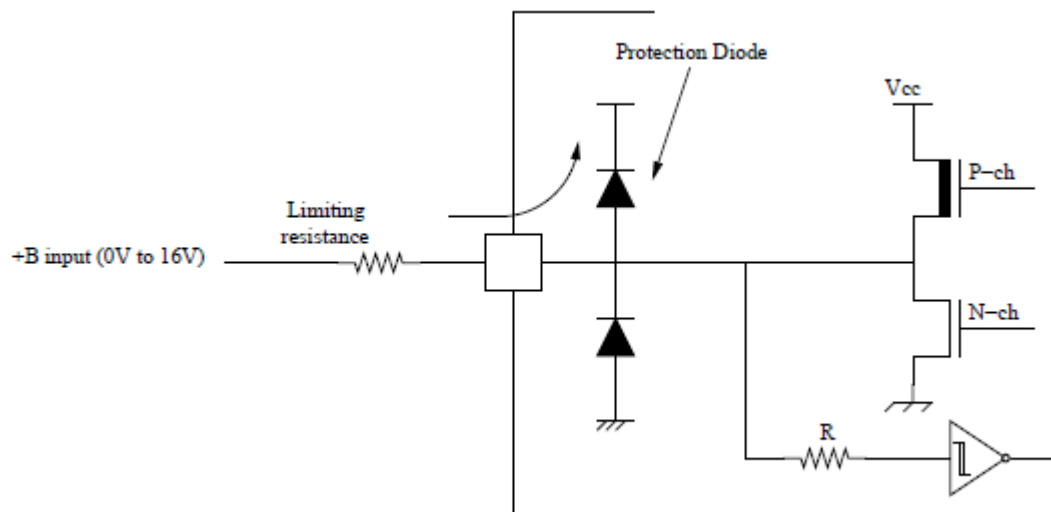 Protection Diode
Vcc
P-ch
Limiting
resistance
+B input (0V to 16V)
N-ch
R